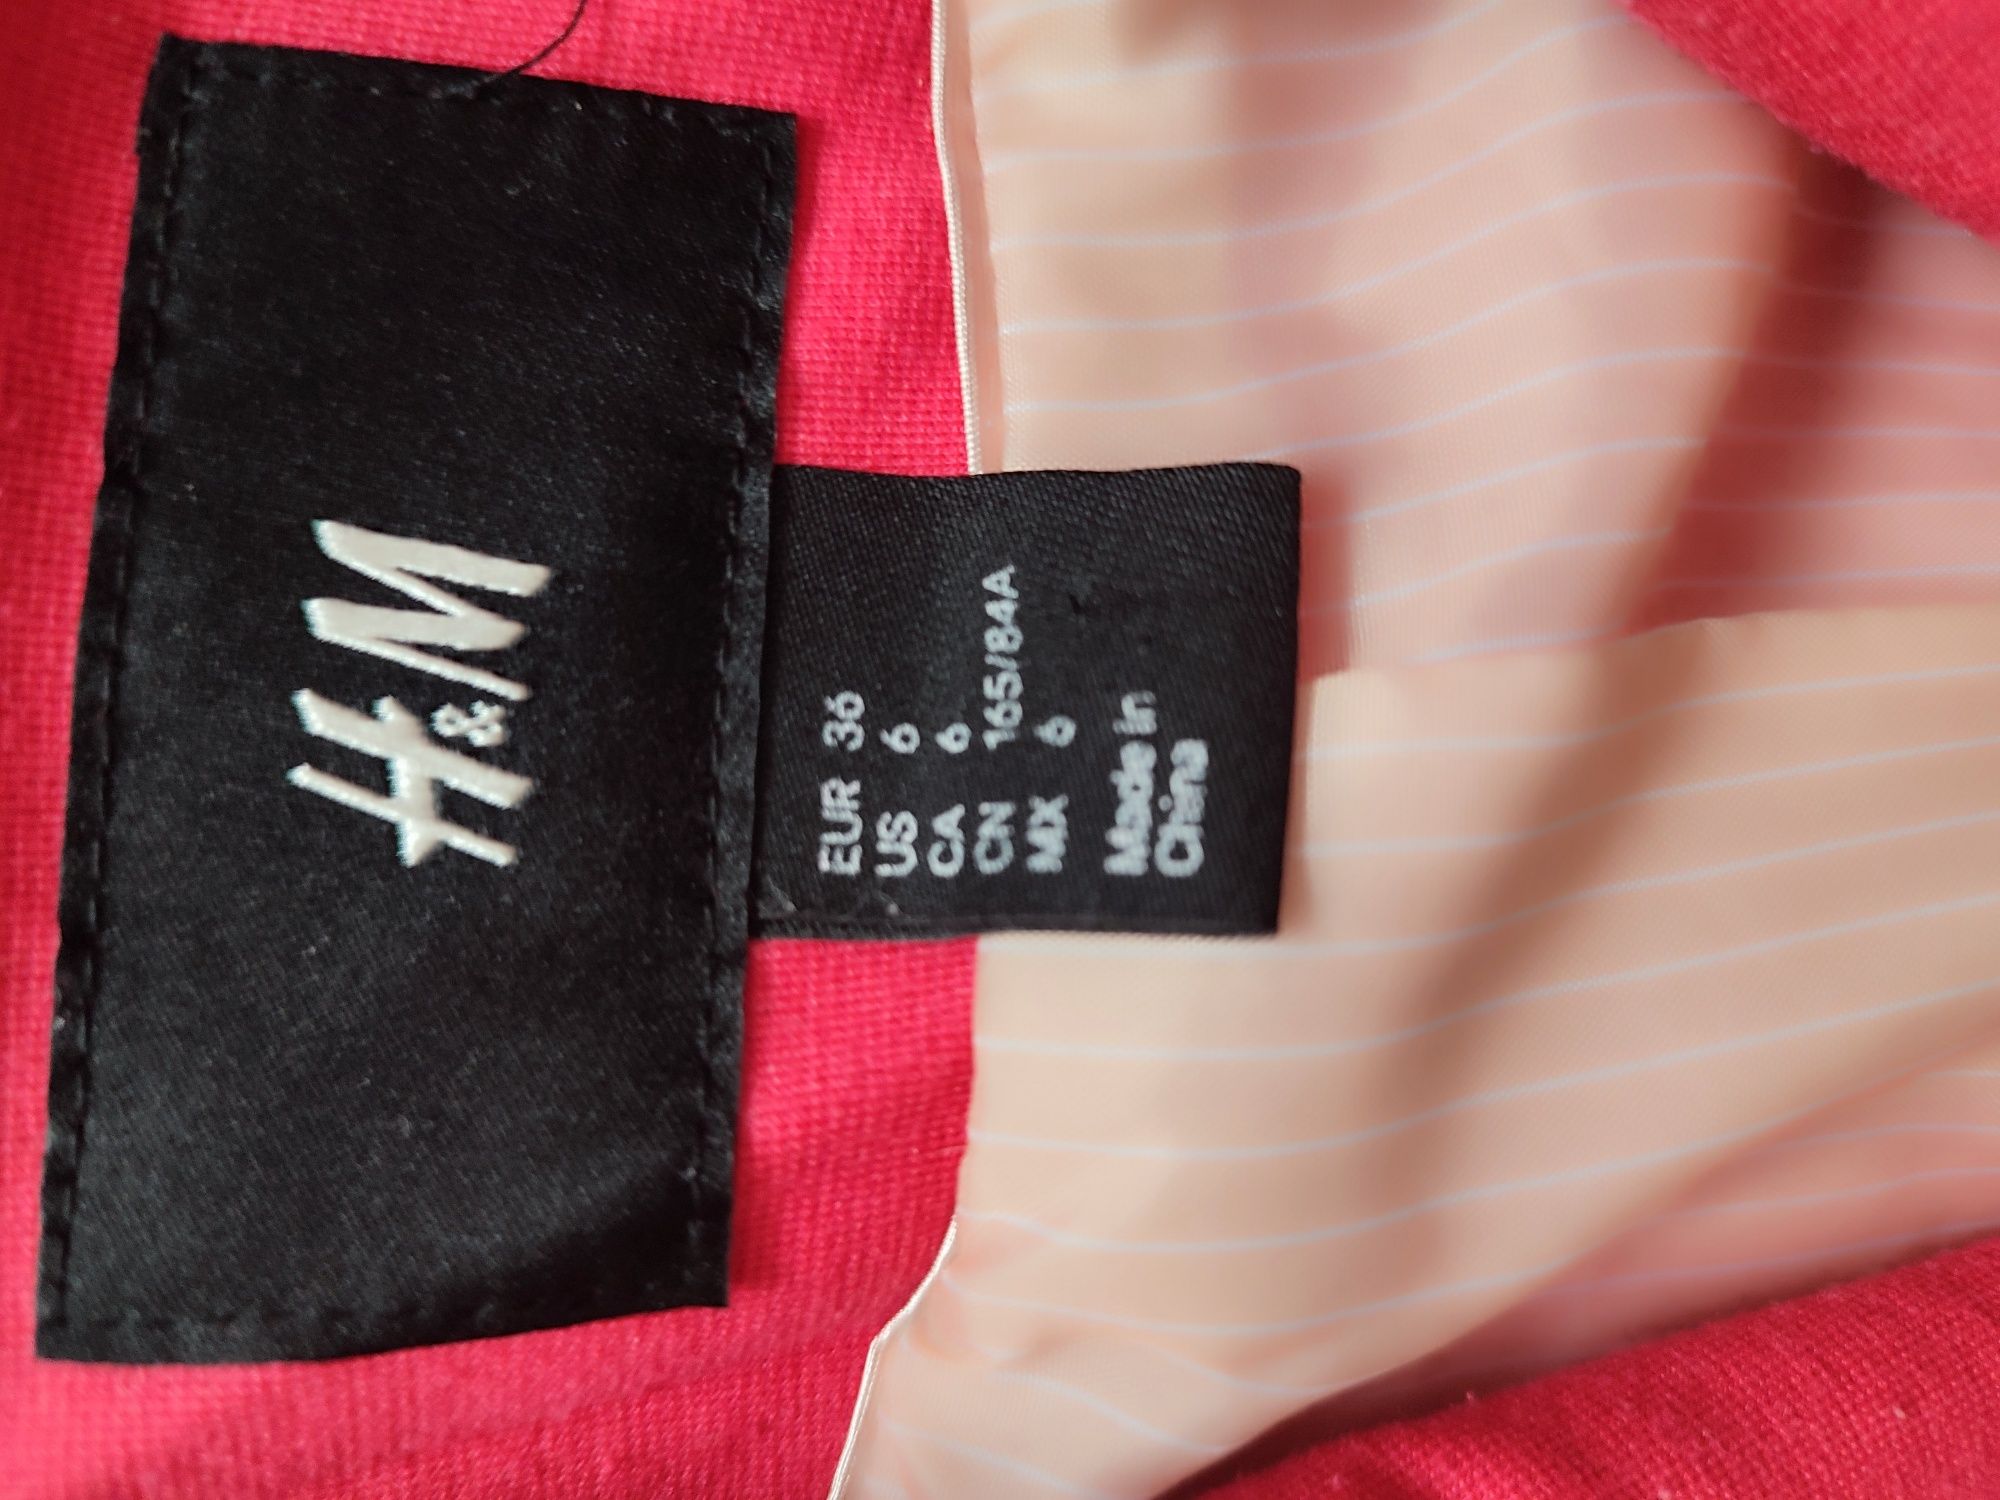 H&M
EUR 36
US 6
CA 6
CN 165/84A
MX 6
Made in
China